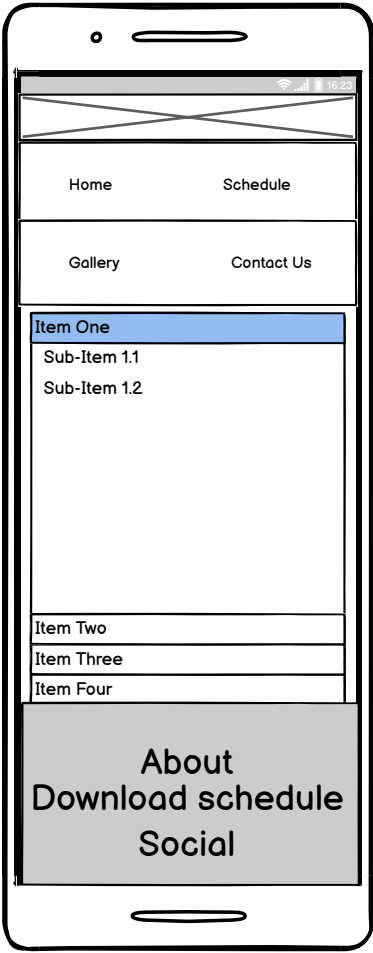 16:23
Home Schedule
Gallery Contact Us
Item One
Sub-Item 1.1
Sub-Item 1.2
Item Two
Item Three
Item Four
About
Download schedule
Social